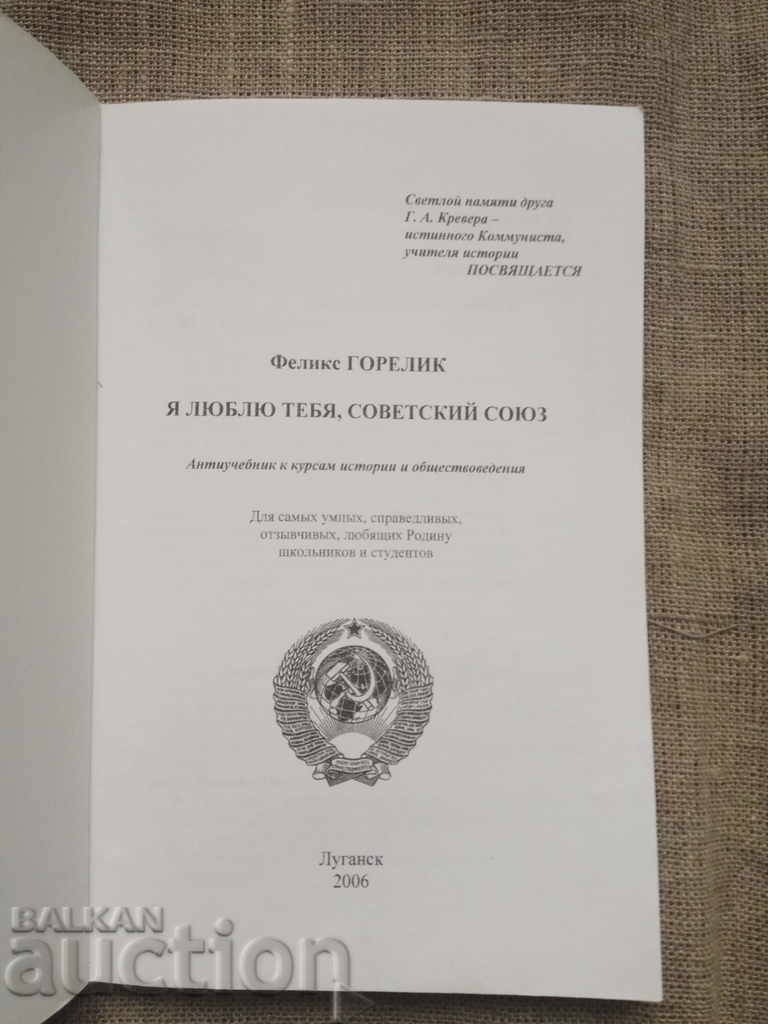 Светлой памяти друга
Г. А. Кревера –
истинного Коммуниста,
учителя истории
ПОСВЯЩАЕТСЯ
Феликс ГОРЕЛИК
Я ЛЮБЛЮ ТЕБЯ, СОВЕТСКИЙ СОЮЗ
Антиучебник к курсам истории и обществоведения
Для самых умных, справедливых,
отзывчивых, любящих Родину
школьников и студентов
Луганск
2006
BALKAN
auction